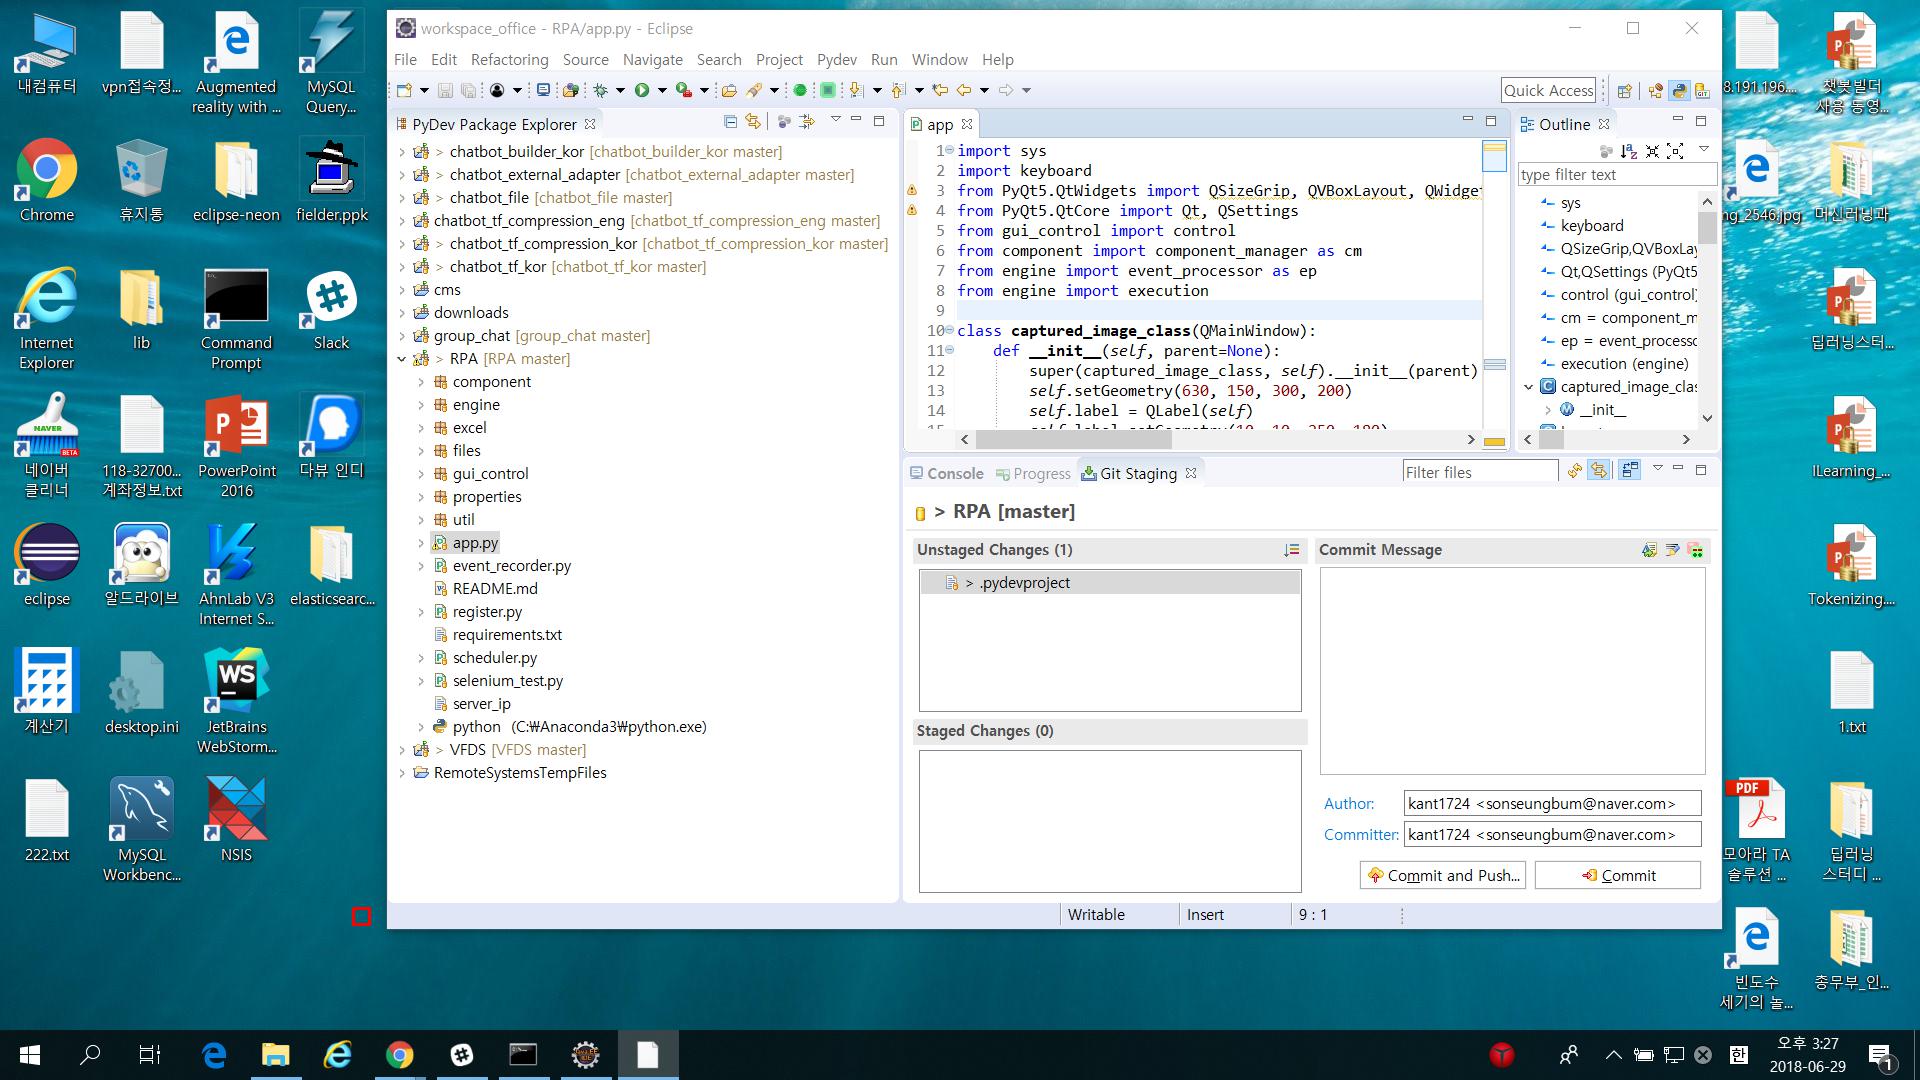 내컴퓨터
vpn접속정...
Augmented
reality with ...
MySQL
Query...
Chrome
휴지통
eclipse-neon
fielder.ppk
Internet
Explorer
lib
Command
Prompt
Slack
네이버
클리너
118-32700...
계좌정보.txt
PowerPoint
2016
다뷰 인디
eclipse
알드라이브
AhnLab V3
Internet S...
elasticsearc...
계산기
desktop.ini
JetBrains
WebStorm...
222.txt
MySQL
Workbenc...
NSIS
workspace_office - RPA/app.py - Eclipse
File Edit Refactoring Source Navigate Search Project Pydev Run Window Help
Quick Access
PyDev Package Explorer
> chatbot_builder_kor [chatbot_builder_kor master]
> chatbot_external_adapter [chatbot_external_adapter master]
> chatbot_file [chatbot_file master]
chatbot_tf_compression_eng [chatbot_tf_compression_eng master]
> chatbot_tf_compression_kor [chatbot_tf_compression_kor master]
> chatbot_tf_kor [chatbot_tf_kor master]
cms
downloads
group_chat [group_chat master]
> RPA [RPA master]
component
engine
excel
files
gui_control
properties
util
app.py
event_recorder.py
README.md
register.py
requirements.txt
scheduler.py
selenium_test.py
server_ip
python (C:₩Anaconda3₩python.exe)
> VFDS [VFDS master]
RemoteSystemsTempFiles
app
1 import sys
2 import keyboard
3 from PyQt5.QtWidgets import QSizeGrip, QVBoxLayout, QWidget
4 from PyQt5.QtCore import Qt, QSettings
5 from gui_control import control
6 from component import component_manager as cm
7 from engine import event_processor as ep
8 from engine import execution
9
10 class captured_image_class(QMainWindow):
11 def __init__(self, parent=None):
12 super(captured_image_class, self).__init__(parent)
13 self.setGeometry(630, 150, 300, 200)
14 self.label = QLabel(self)
Outline
type filter text
sys
keyboard
QSizeGrip,QVBoxLay
Qt,QSettings (PyQt5
control (gui_control)
cm = component_m
ep = event_processo
execution (engine)
captured_image_clas
__init__
Console Progress Git Staging
Filter files
> RPA [master]
Unstaged Changes (1)
> .pydevproject
Staged Changes (0)
Commit Message
Author: kant1724 <sonseungbum@naver.com>
Committer: kant1724 <sonseungbum@naver.com>
Commit and Push...
Commit
Writable Insert 9 : 1
8.191.196....
챗봇빌더
사용 동영...
ng_2546.jpg
머신러닝과
딥러닝스터...
ILearning_...
Tokenizing....
1.txt
PDF
모아라 TA
솔루션 ...
딥러닝
스터디 ...
빈도수
세기의 놀...
총무부_인...
한
오후 3:27
2018-06-29
1